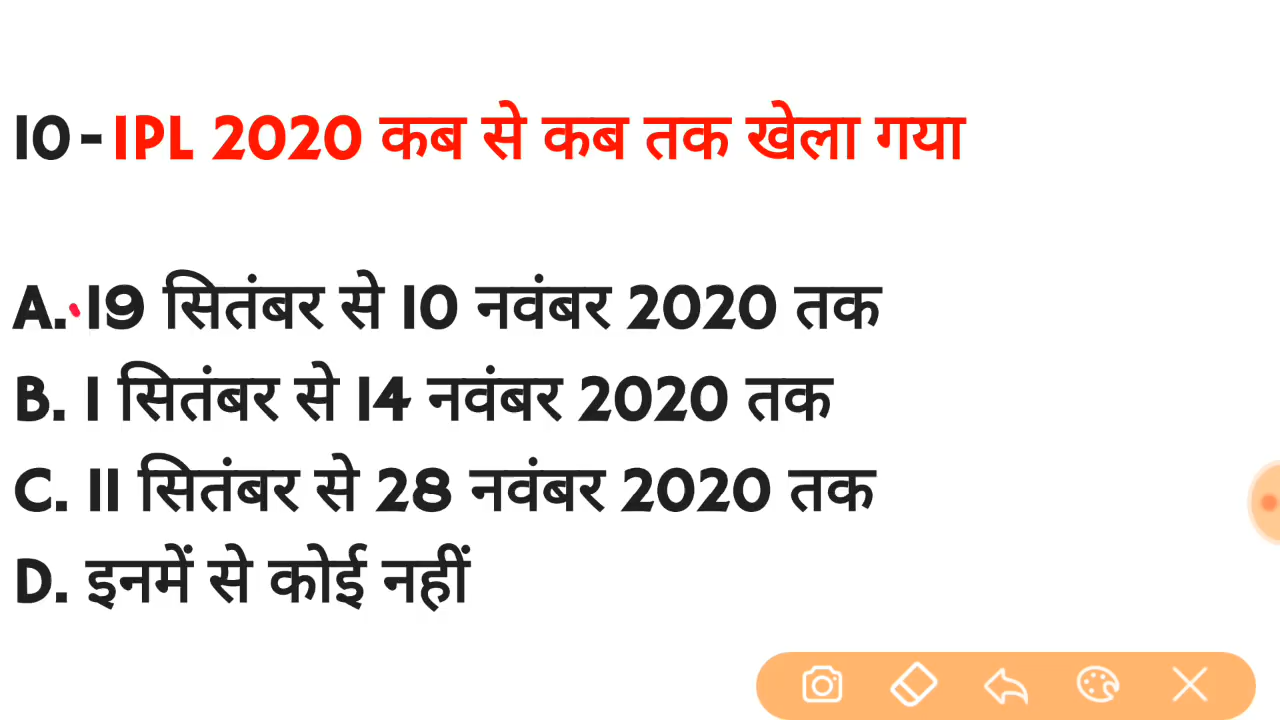 10-IPL 2020 कब से कब तक खेला गया
A. 19 सितंबर से 10 नवंबर 2020 तक
B. 1 सितंबर से 14 नवंबर 2020 तक
C. 11 सितंबर से 28 नवंबर 2020 तक
D. इनमें से कोई नहीं